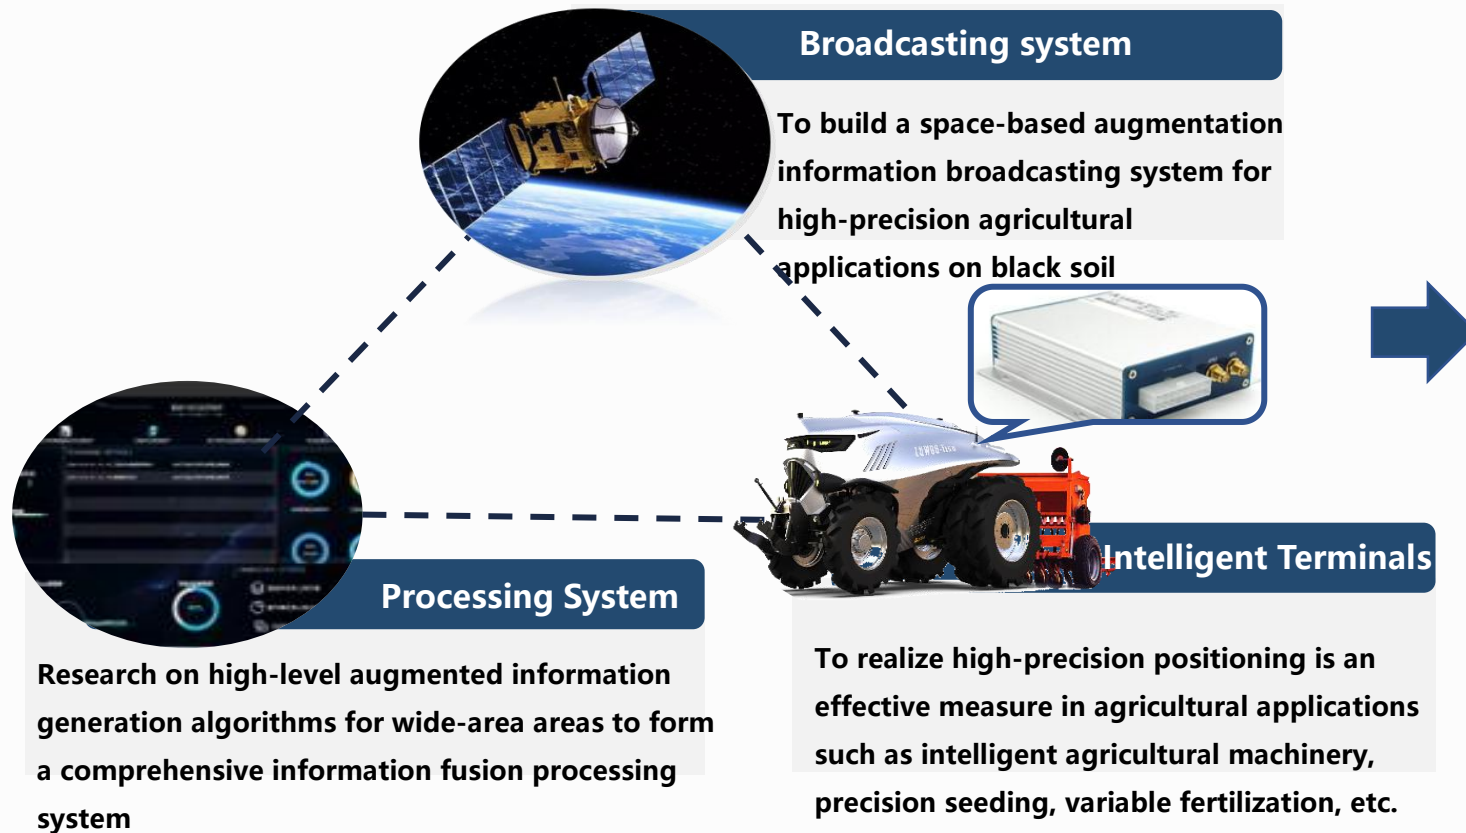 Broadcasting system
To build a space-based augmentation
information broadcasting system for
high-precision agricultural
applications on black soil
Processing System
Research on high-level augmented information
generation algorithms for wide-area areas to form
a comprehensive information fusion processing
system
Intelligent Terminals
To realize high-precision positioning is an
effective measure in agricultural applications
such as intelligent agricultural machinery,
precision seeding, variable fertilization, etc.